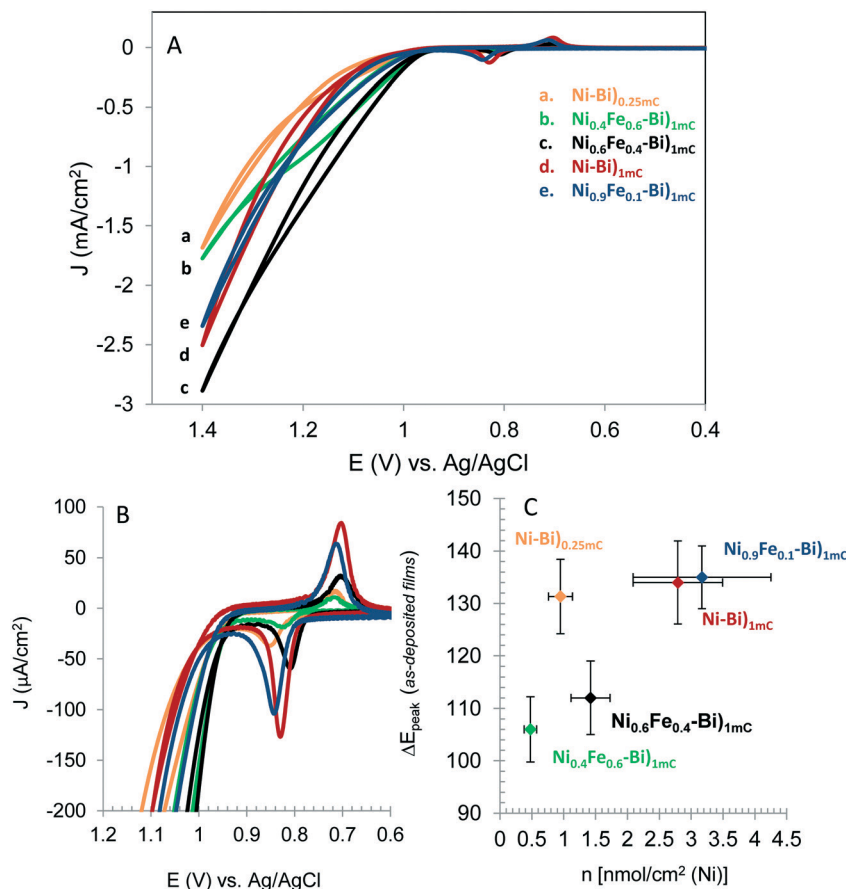 A
0
-0.5
-1
-1.5
-2
-2.5
-3
J (mA/cm²)
a. Ni-Bi)0.25mC
b. Ni0.4Fe0.6-Bi)1mC
c. Ni0.6Fe0.4-Bi)1mC
d. Ni-Bi)1mC
e. Ni0.9Fe0.1-Bi)1mC
a
b
e
d
c
1.4 1.2 1 0.8 0.6 0.4
E (V) vs. Ag/AgCl
B
100
50
0
-50
-100
-150
-200
J (µA/cm²)
1.2 1.1 1 0.9 0.8 0.7 0.6
E (V) vs. Ag/AgCl
C
150
140
130
120
110
100
90
ΔEpeak (as-deposited films)
Ni-Bi)0.25mC
Ni0.9Fe0.1-Bi)1mC
Ni-Bi)1mC
Ni0.6Fe0.4-Bi)1mC
Ni0.4Fe0.6-Bi)1mC
0 0.5 1 1.5 2 2.5 3 3.5 4 4.5
n [nmol/cm² (Ni)]